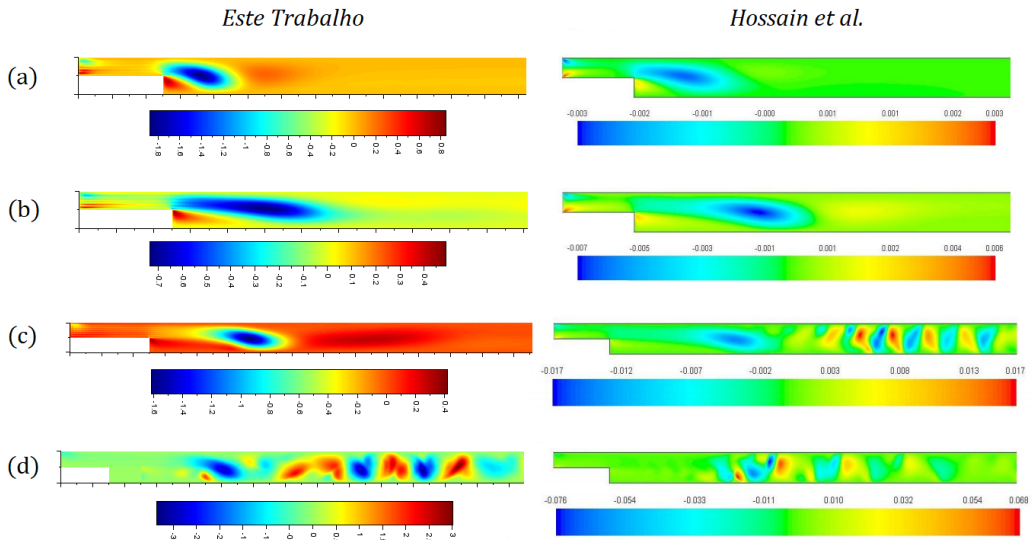 Este Trabalho
Hossain et al.
(a)
-1.8 -1.6 -1.4 -1.2 -1 -0.8 -0.6 -0.4 -0.2 0 0.2 0.4 0.6 0.8
-0.003 -0.002 -0.001 -0.000 0.001 0.002 0.003
(b)
-0.7 -0.6 -0.5 -0.4 -0.3 -0.2 -0.1 0 0.1 0.2 0.3 0.4
-0.007 -0.005 -0.003 -0.001 0.002 0.004 0.006
(c)
-1.6 -1.4 -1.2 -1 -0.8 -0.6 -0.4 -0.2 0 0.2 0.4
-0.017 -0.012 -0.007 -0.002 0.003 0.008 0.013 0.017
(d)
-3 -2 -1 0 1 2 3
-0.076 -0.054 -0.033 -0.011 0.010 0.032 0.054 0.068